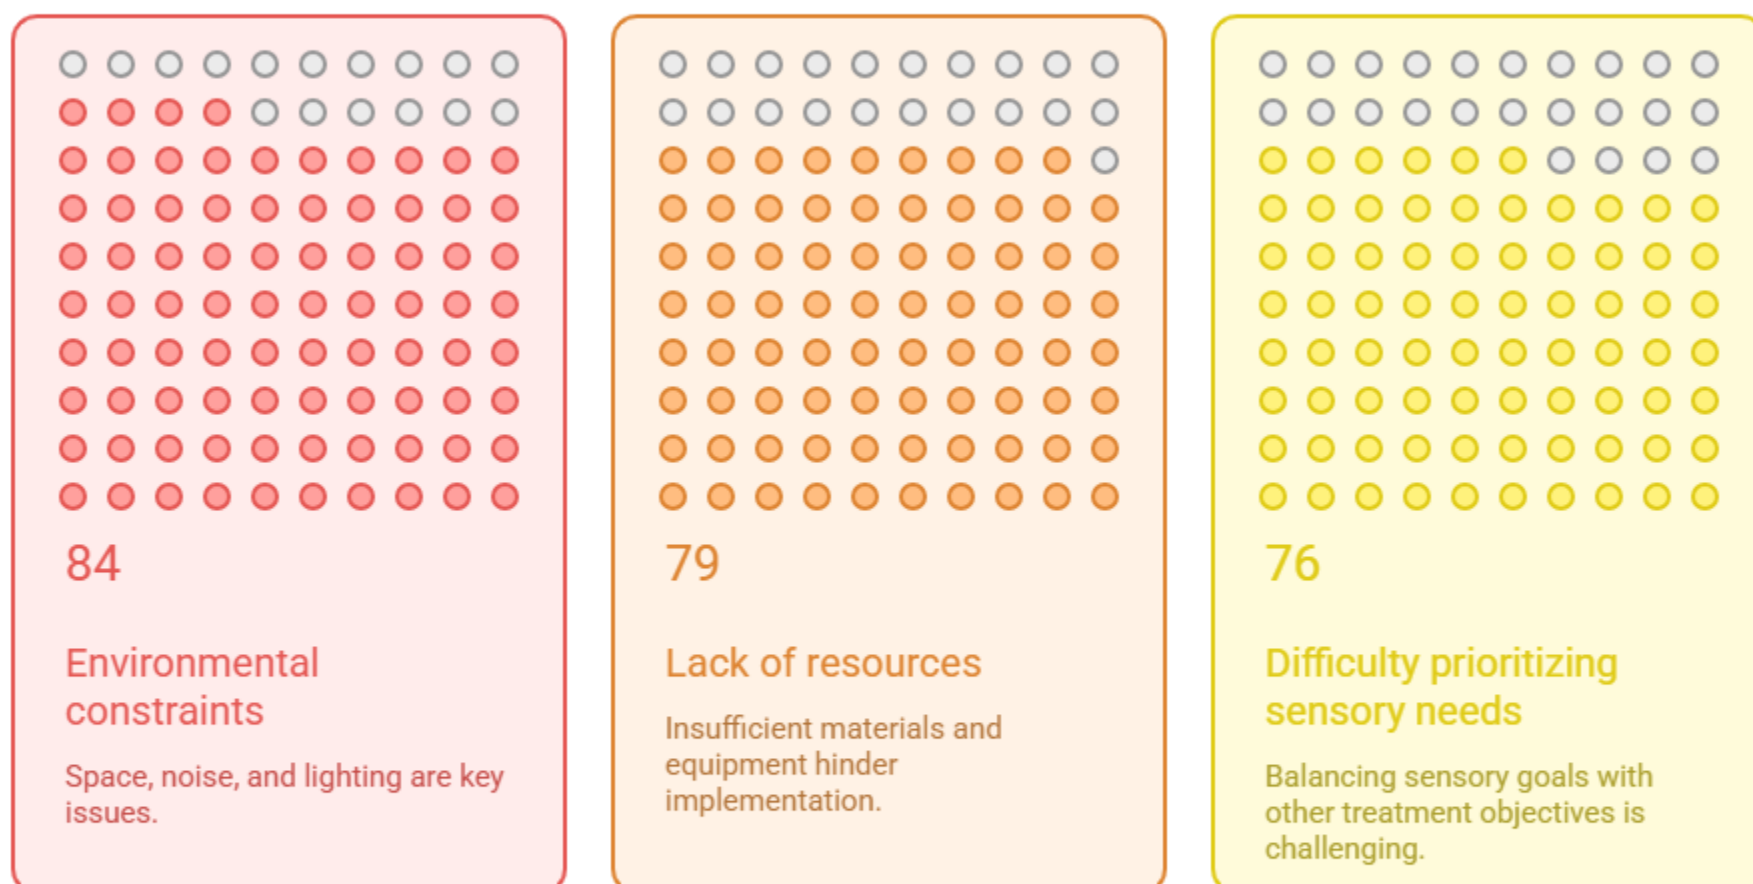 84
Environmental
constraints
Space, noise, and lighting are key
issues.
79
Lack of resources
Insufficient materials and
equipment hinder
implementation.
76
Difficulty prioritizing
sensory needs
Balancing sensory goals with
other treatment objectives is
challenging.